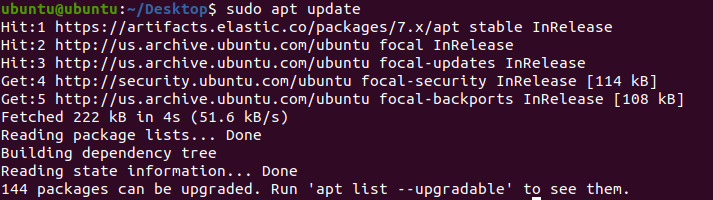 ubuntu@ubuntu:~/Desktop$ sudo apt update
Hit:1 https://artifacts.elastic.co/packages/7.x/apt stable InRelease
Hit:2 http://us.archive.ubuntu.com/ubuntu focal InRelease
Hit:3 http://us.archive.ubuntu.com/ubuntu focal-updates InRelease
Get:4 http://security.ubuntu.com/ubuntu focal-security InRelease [114 kB]
Get:5 http://us.archive.ubuntu.com/ubuntu focal-backports InRelease [108 kB]
Fetched 222 kB in 4s (51.6 kB/s)
Reading package lists... Done
Building dependency tree
Reading state information... Done
144 packages can be upgraded. Run 'apt list --upgradable' to see them.